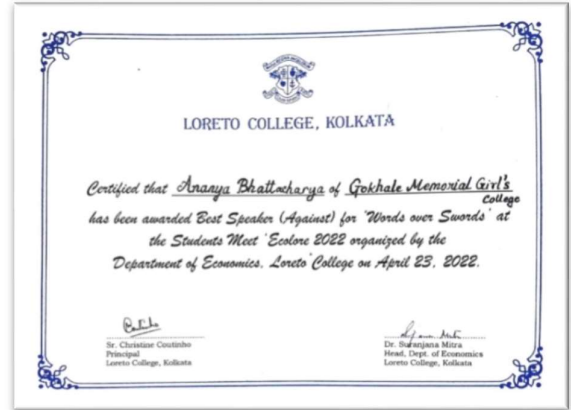 LORETO COLLEGE, KOLKATA
Certified that Ananya Bhattacharya of Gokhale Memorial Girl's
College
has been awarded Best Speaker (Against) for 'Words over Swords' at
the Students Meet 'Ecolore 2022 organized by the
Department of Economics, Loreto College on April 23, 2022.
Sr. Christine Coutinho
Principal
Loreto College, Kolkata
Dr. Suranjana Mitra
Head, Dept. of Economics
Loreto College, Kolkata